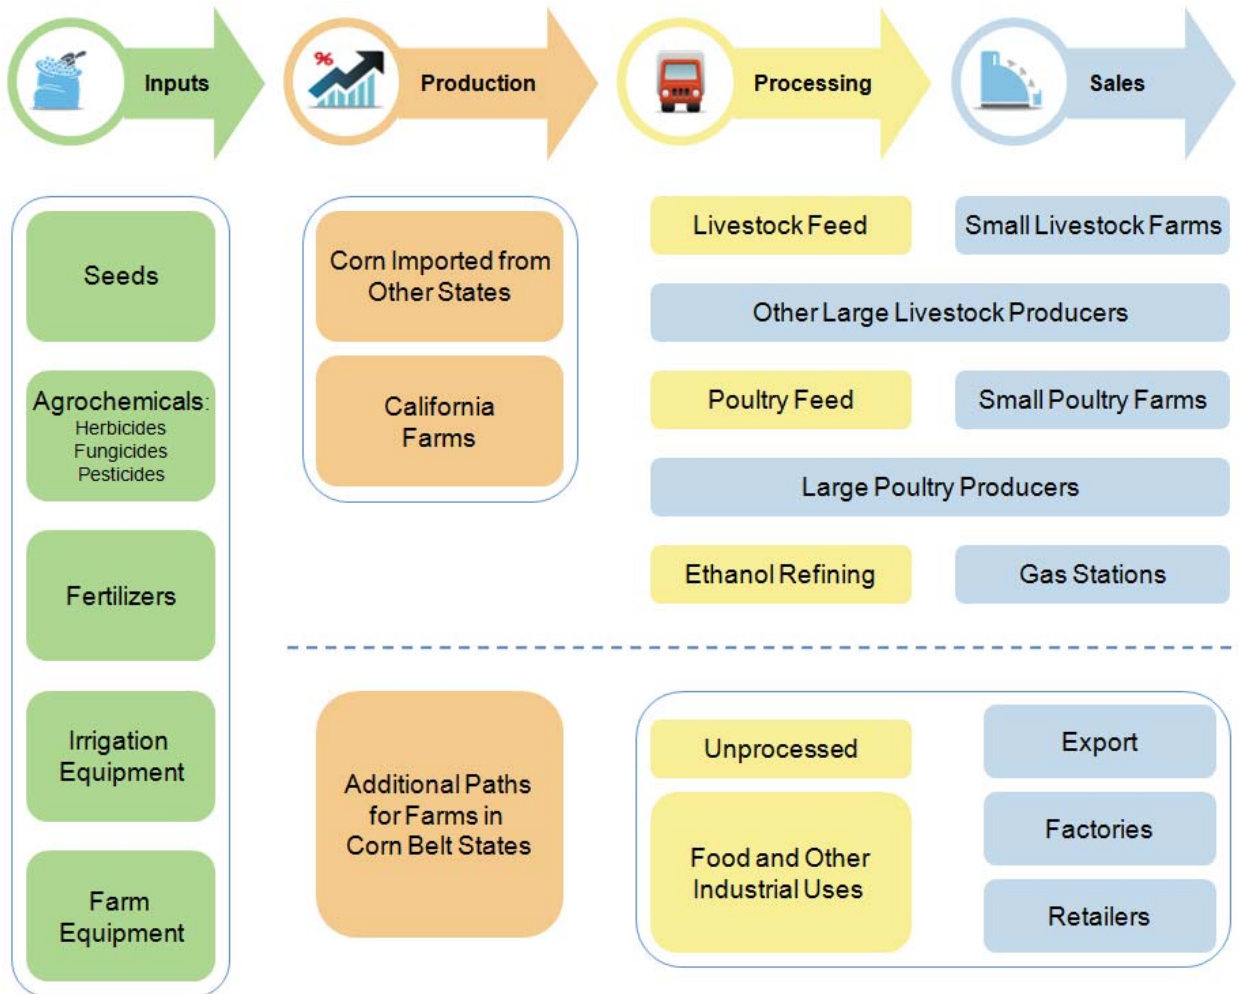 Inputs
Production
Processing
Sales
%
Seeds
Agrochemicals:
Herbicides
Fungicides
Pesticides
Fertilizers
Irrigation
Equipment
Farm
Equipment
Corn Imported from
Other States
California
Farms
Livestock Feed
Small Livestock Farms
Other Large Livestock Producers
Poultry Feed
Small Poultry Farms
Large Poultry Producers
Ethanol Refining
Gas Stations
Additional Paths
for Farms in
Corn Belt States
Unprocessed
Food and Other
Industrial Uses
Export
Factories
Retailers